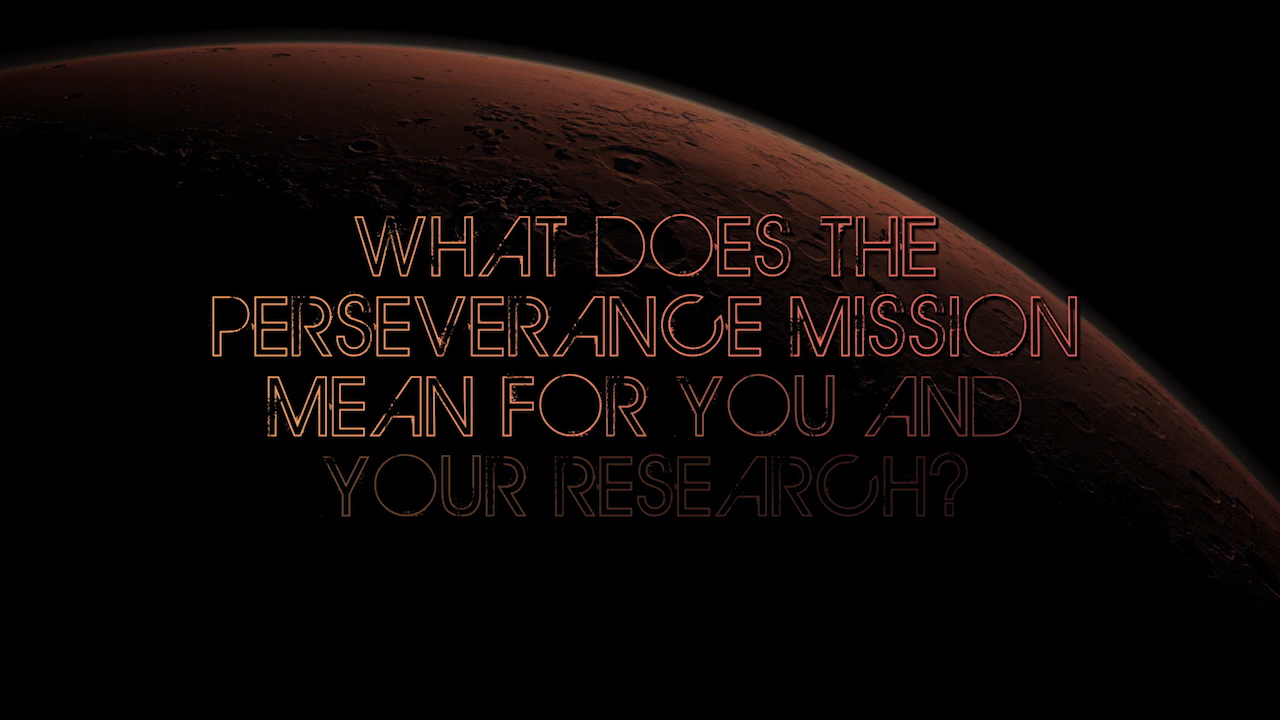 WHAT DOES THE
PERSEVERANCE MISSION
MEAN FOR YOU AND
YOUR RESEARCH?